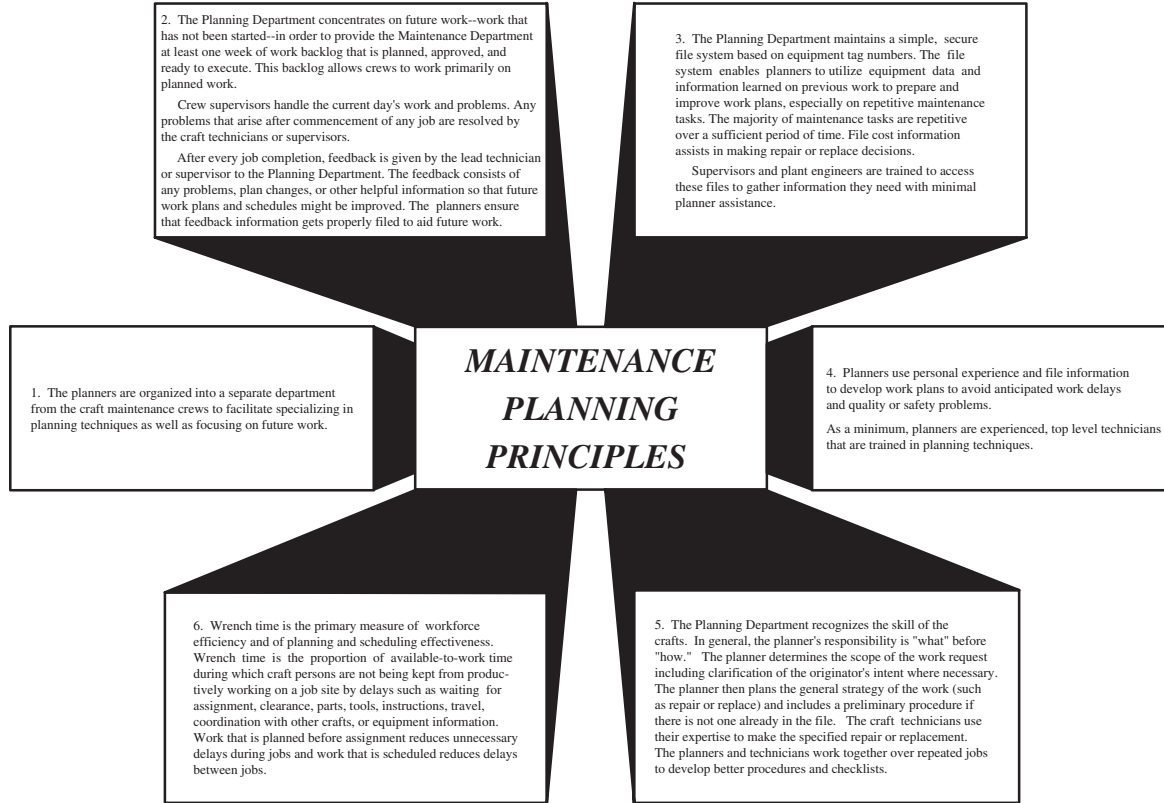 2. The Planning Department concentrates on future work--work that
has not been started--in order to provide the Maintenance Department
at least one week of work backlog that is planned, approved, and
ready to execute. This backlog allows crews to work primarily on
planned work.
Crew supervisors handle the current day's work and problems. Any
problems that arise after commencement of any job are resolved by
the craft technicians or supervisors.
After every job completion, feedback is given by the lead technician
or supervisor to the Planning Department. The feedback consists of
any problems, plan changes, or other helpful information so that future
work plans and schedules might be improved. The planners ensure
that feedback information gets properly filed to aid future work.
3. The Planning Department maintains a simple, secure
file system based on equipment tag numbers. The file
system enables planners to utilize equipment data and
information learned on previous work to prepare and
improve work plans, especially on repetitive maintenance
tasks. The majority of maintenance tasks are repetitive
over a sufficient period of time. File cost information
assists in making repair or replace decisions.
Supervisors and plant engineers are trained to access
these files to gather information they need with minimal
planner assistance.
1. The planners are organized into a separate department
from the craft maintenance crews to facilitate specializing in
planning techniques as well as focusing on future work.
MAINTENANCE
PLANNING
PRINCIPLES
4. Planners use personal experience and file information
to develop work plans to avoid anticipated work delays
and quality or safety problems.
As a minimum, planners are experienced, top level technicians
that are trained in planning techniques.
6. Wrench time is the primary measure of workforce
efficiency and of planning and scheduling effectiveness.
Wrench time is the proportion of available-to-work time
during which craft persons are not being kept from produc-
tively working on a job site by delays such as waiting for
assignment, clearance, parts, tools, instructions, travel,
coordination with other crafts, or equipment information.
Work that is planned before assignment reduces unnecessary
delays during jobs and work that is scheduled reduces delays
between jobs.
5. The Planning Department recognizes the skill of the
crafts. In general, the planner's responsibility is "what" before
"how." The planner determines the scope of the work request
including clarification of the originator's intent where necessary.
The planner then plans the general strategy of the work (such
as repair or replace) and includes a preliminary procedure if
there is not one already in the file. The craft technicians use
their expertise to make the specified repair or replacement.
The planners and technicians work together over repeated jobs
to develop better procedures and checklists.